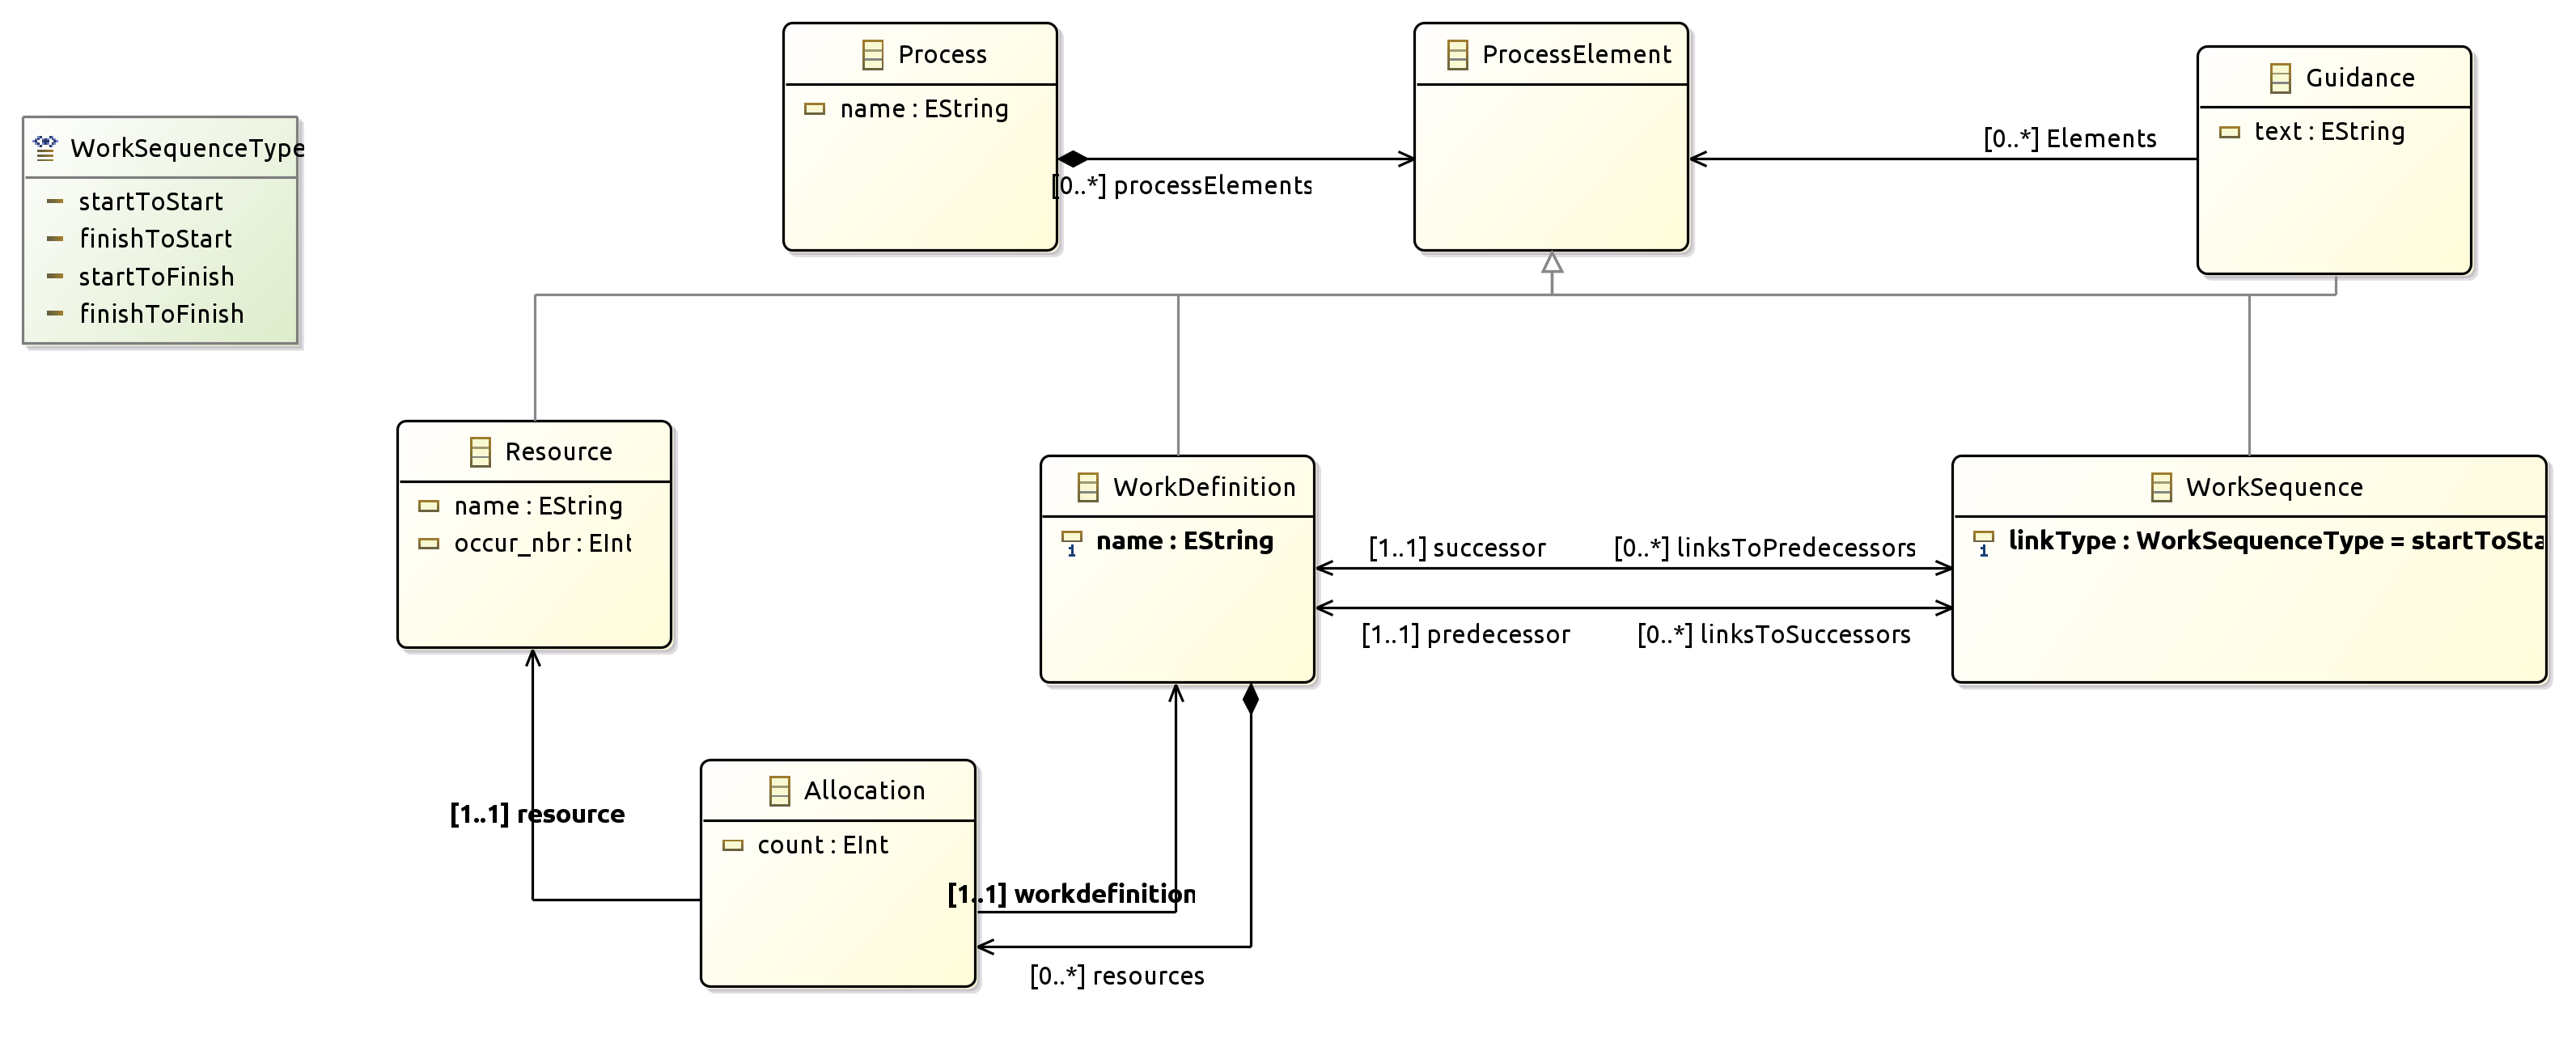 Process
name : EString
ProcessElement
Guidance
text : EString
[0..*] processElements
[0..*] Elements
WorkSequenceType
startToStart
finishToStart
startToFinish
finishToFinish
Resource
name : EString
occur_nbr : EInt
WorkDefinition
name : EString
WorkSequence
linkType : WorkSequenceType = startToSta
[1..1] successor
[0..*] linksToPredecessors
[1..1] predecessor
[0..*] linksToSuccessors
Allocation
count : EInt
[1..1] resource
[1..1] workdefinition
[0..*] resources